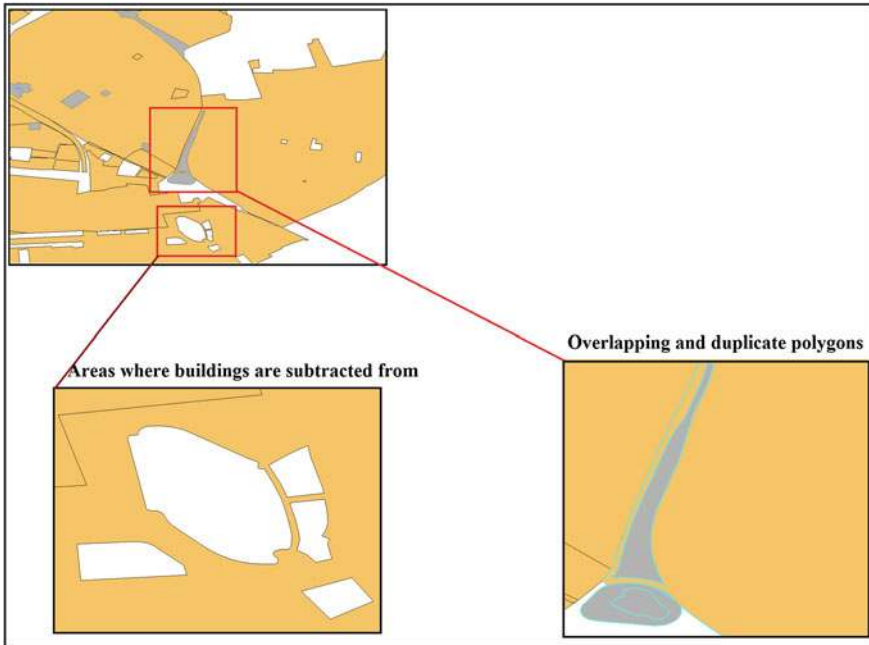 Overlapping and duplicate polygons
Areas where buildings are subtracted from